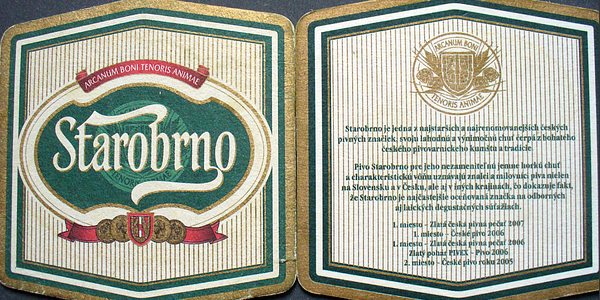 ARCANUM BONI TENORIS ANIMAE
Starobrno
ARCANUM BONI
TENORIS ANIMAE
Starobrno je jedna z najstarších a najrenomovanejších českých
pivných značiek, svoju lahodnú a výnimočnú chuť čerpá z bohatého
českého pivovarníckeho kumštu a tradície.
Pivo Starobrno pre jeho nezameniteľnú jemne horkú chuť
a charakteristickú vôňu uznávajú znalci a milovníci piva nielen
na Slovensku a v Česku, ale aj v iných krajinách, čo dokazuje fakt,
že Starobrno je najčastejšie oceňovaná značka na odborných
aj laických degustačných súťažiach.
1. miesto - Zlatá česká pivná pečať 2007
1. miesto - České pivo 2006
1. miesto - Zlatá česká pivná pečať 2006
Zlatý pohár PIVEX - Pivo 2006
2. miesto - České pivo roku 2005